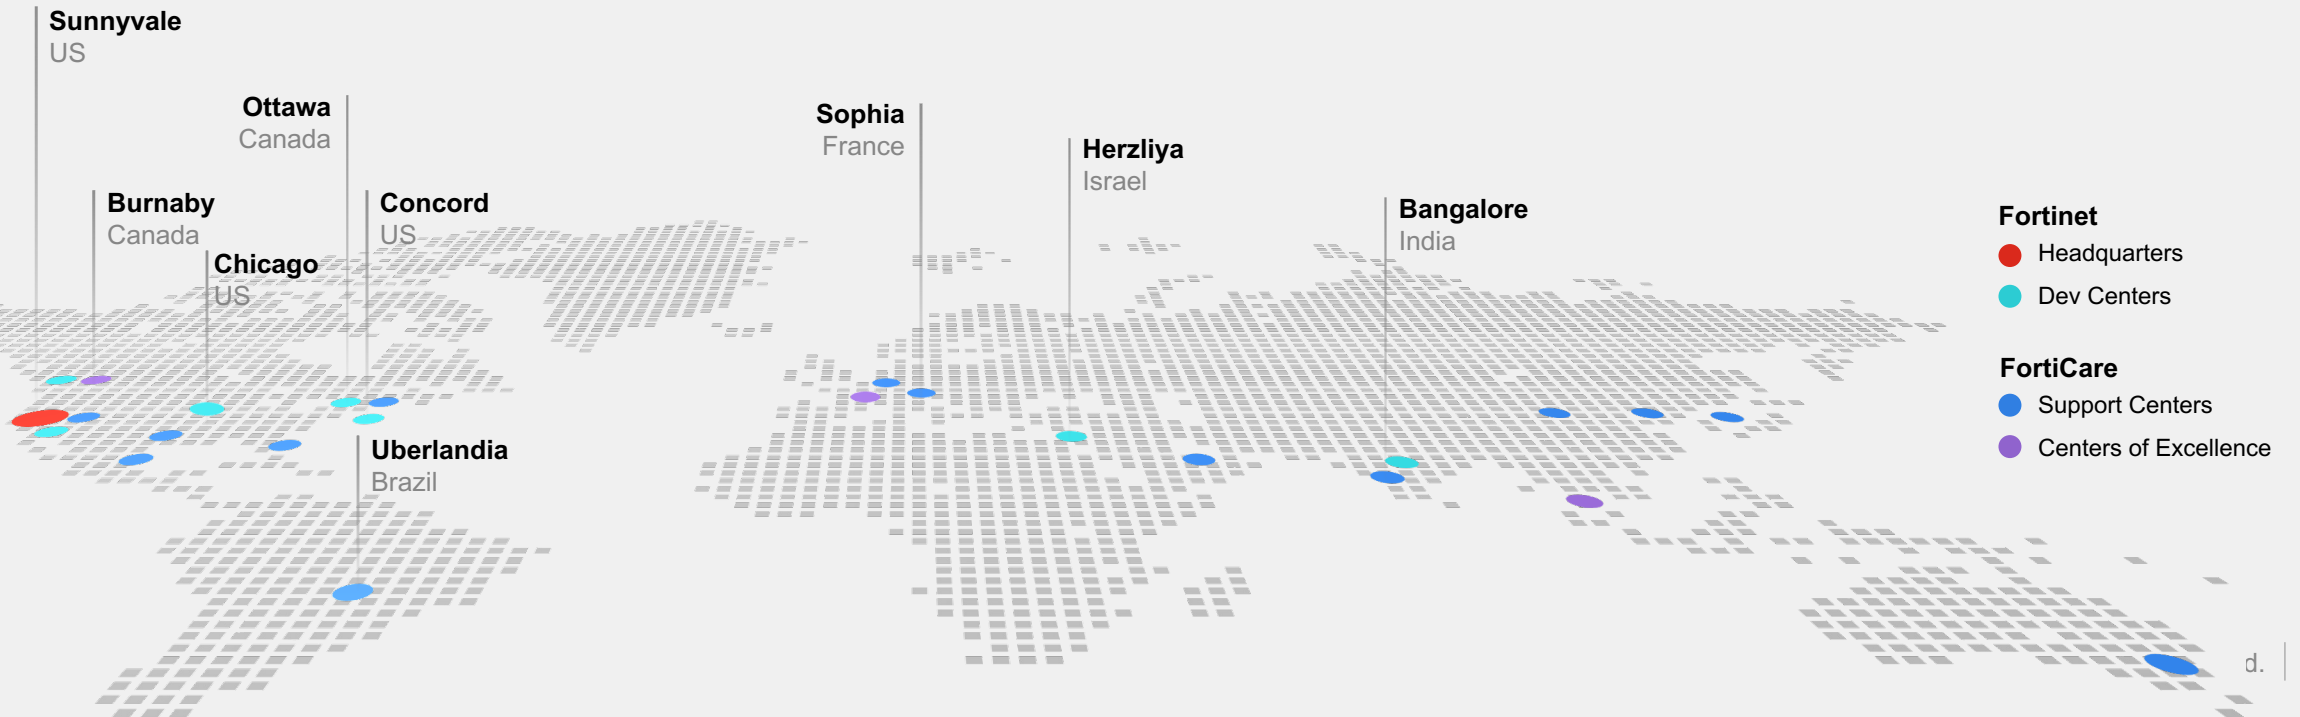 Sunnyvale
US
Ottawa
Canada
Sophia
France
Herzliya
Israel
Burnaby
Canada
Concord
US
Bangalore
India
Chicago
US
Uberlandia
Brazil
Fortinet
Headquarters
Dev Centers
FortiCare
Support Centers
Centers of Excellence
d.